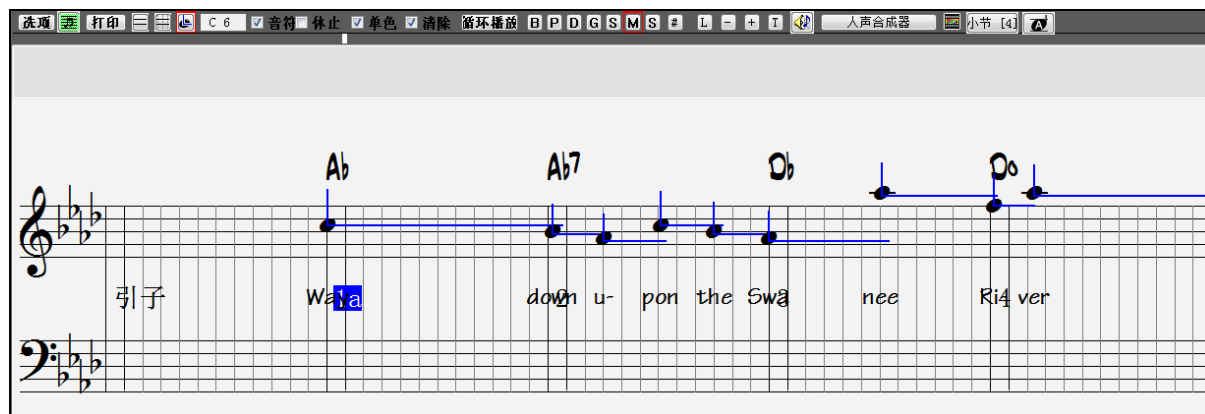 选项 打印 C 6 音符 休止 单色 清除 循环播放 B P D G S M S # L - + T 人声合成器 小节 [4] A
Ab Ab7 Db Do
引子 Way 1a down 2 u- pon the Swa 3 nee Ri 4 ver